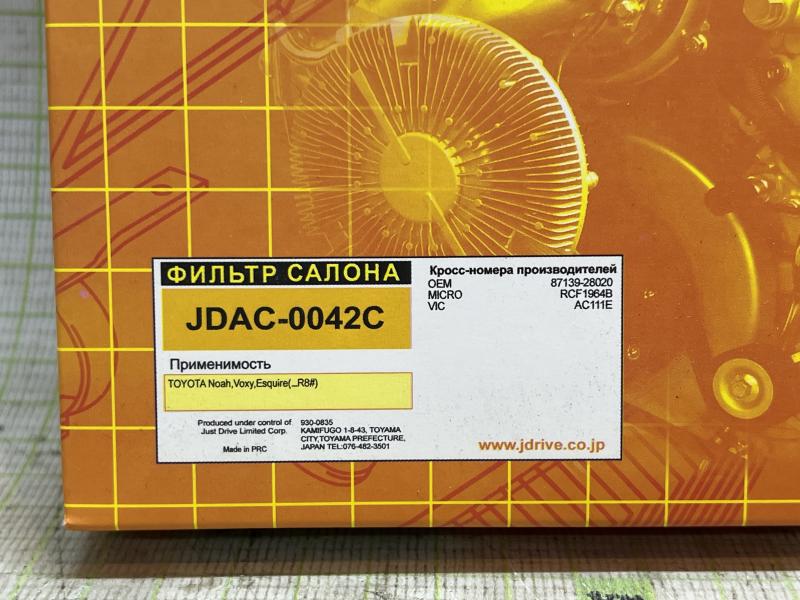 ФИЛЬТР САЛОНА
JDAC-0042C
Применимость
TOYOTA Noah,Voxy,Esquire(_R8#)
Produced under control of
Just Drive Limited Corp.
Made in PRC
930-0835
KAMIFUGO 1-8-43, TOYAMA
CITY,TOYAMA PREFECTURE,
JAPAN TEL:076-482-3501
Кросс-номера производителей
OEM 87139-28020
MICRO RCF1964B
VIC AC111E
www.jdrive.co.jp